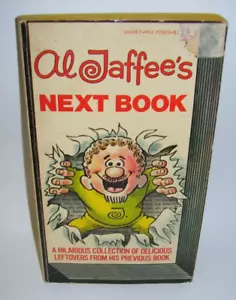 Al Jaffee's
NEXT BOOK
A HILARIOUS COLLECTION OF DELICIOUS
LEFTOVERS FROM HIS PREVIOUS BOOK